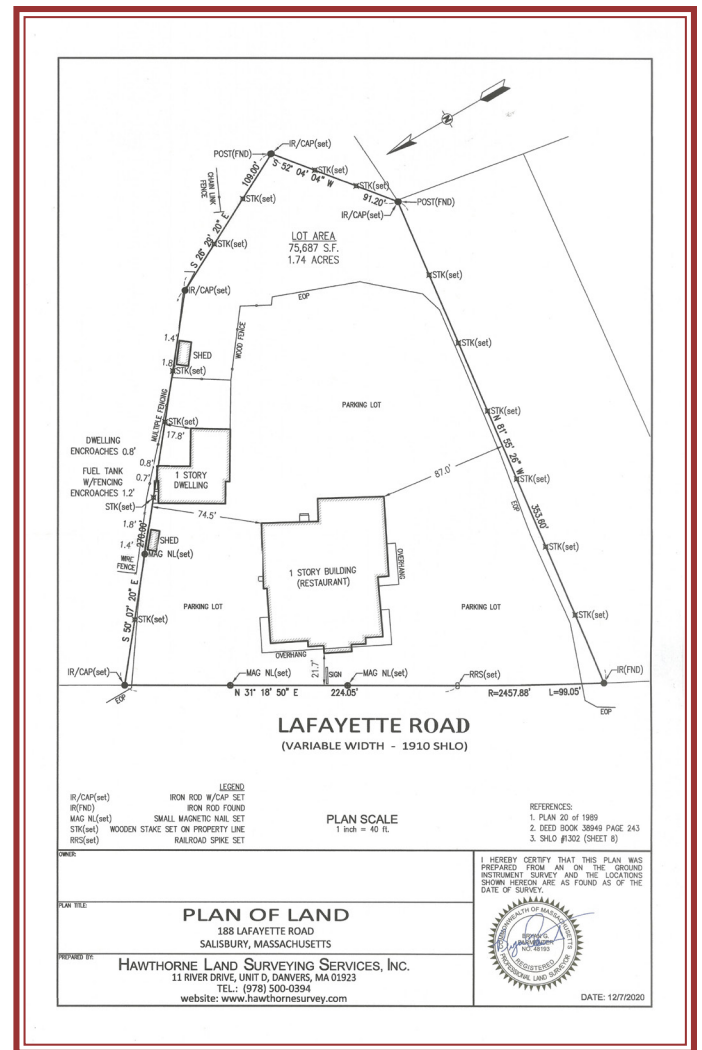 IR/CAP(set)
POST(FND)
109.00'
S 52° 04' 04" W
STK(set)
STK(set)
91.20'
POST(FND)
IR/CAP(set)
CHAIN LINK
FENCE
STK(set)
LOT AREA
75,687 S.F.
1.74 ACRES
S 26° 29' 20" E
STK(set)
IR/CAP(set)
EOP
STK(set)
1.4'
SHED
WOOD FENCE
STK(set)
1.8'
STK(set)
PARKING LOT
MULTIPLE FENCING
STK(set)
17.8'
STK(set)
N 81° 55' 26" W
DWELLING
ENCROACHES 0.8'
0.8'
FUEL TANK
W/FENCING
ENCROACHES 1.2'
0.7'
1 STORY
DWELLING
87.0'
STK(set)
STK(set)
74.5'
EOP
353.60'
1.8'
270.00'
SHED
1.4'
MAG NL(set)
WIRE
FENCE
STK(set)
1 STORY BUILDING
(RESTAURANT)
OVERHANG
S 50° 07' 20" E
STK(set)
PARKING LOT
PARKING LOT
STK(set)
OVERHANG
21.7'
SIGN
IR/CAP(set)
MAG NL(set)
MAG NL(set)
RRS(set)
IR(FND)
EOP
N 31° 18' 50" E
224.05'
R=2457.88'
L=99.05'
EOP
LAFAYETTE ROAD
(VARIABLE WIDTH - 1910 SHLO)
LEGEND
IR/CAP(set) IRON ROD W/CAP SET
IR(FND) IRON ROD FOUND
MAG NL(set) SMALL MAGNETIC NAIL SET
STK(set) WOODEN STAKE SET ON PROPERTY LINE
RRS(set) RAILROAD SPIKE SET
PLAN SCALE
1 inch = 40 ft.
REFERENCES:
1. PLAN 20 of 1989
2. DEED BOOK 38949 PAGE 243
3. SHLO #1302 (SHEET 8)
OWNER:
PLAN TITLE:
PLAN OF LAND
188 LAFAYETTE ROAD
SALISBURY, MASSACHUSETTS
PREPARED BY:
HAWTHORNE LAND SURVEYING SERVICES, INC.
11 RIVER DRIVE, UNIT D, DANVERS, MA 01923
TEL.: (978) 500-0394
website: www.hawthornesurvey.com
I HEREBY CERTIFY THAT THIS PLAN WAS
PREPARED FROM AN ON THE GROUND
INSTRUMENT SURVEY AND THE LOCATIONS
SHOWN HEREON ARE AS FOUND AS OF THE
DATE OF SURVEY.
COMMONWEALTH OF MASSACHUSETTS
NO. 48193
REGISTERED
PROFESSIONAL LAND SURVEYOR
DATE: 12/7/2020
N